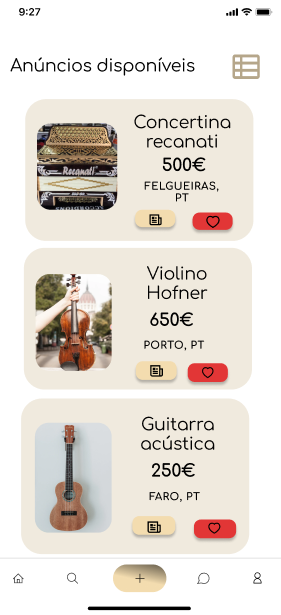 9:27
Anúncios disponíveis
Concertina
recanati
500€
FELGUEIRAS,
PT
Recanati
Violino
Hofner
650€
PORTO, PT
Guitarra
acústica
250€
FARO, PT